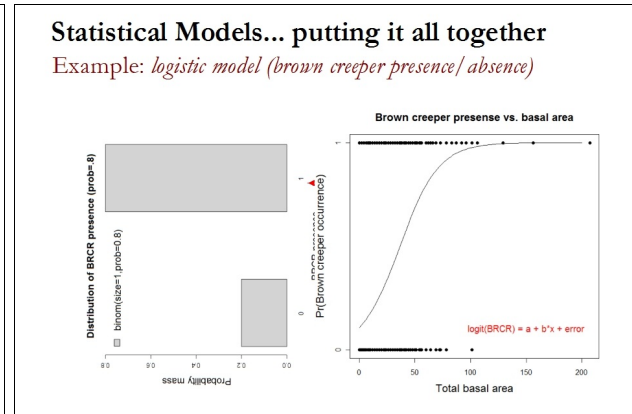 Statistical Models... putting it all together
Example: logistic model (brown creeper presence/absence)
Distribution of BRCR presence (prob=.8)
binom(size=1,prob=0.8)
1
0
0.8
0.6
0.4
0.2
0.0
Probability mass
Brown creeper presense vs. basal area
Pr(Brown creeper occurrence)
1
0
logit(BRCR) = a + b*x + error
0
50
100
150
200
Total basal area